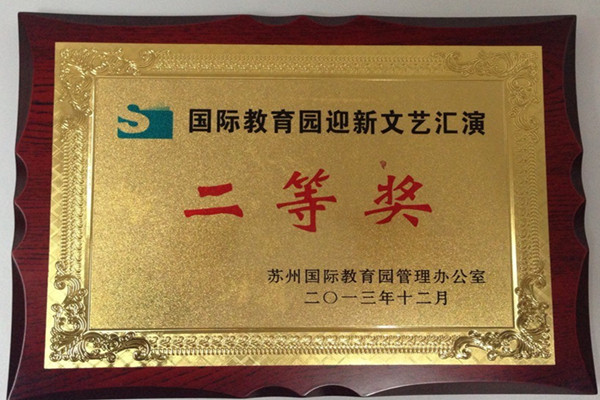 S 国际教育园迎新文艺汇演
二等奖
苏州国际教育园管理办公室
二〇一三年十二月